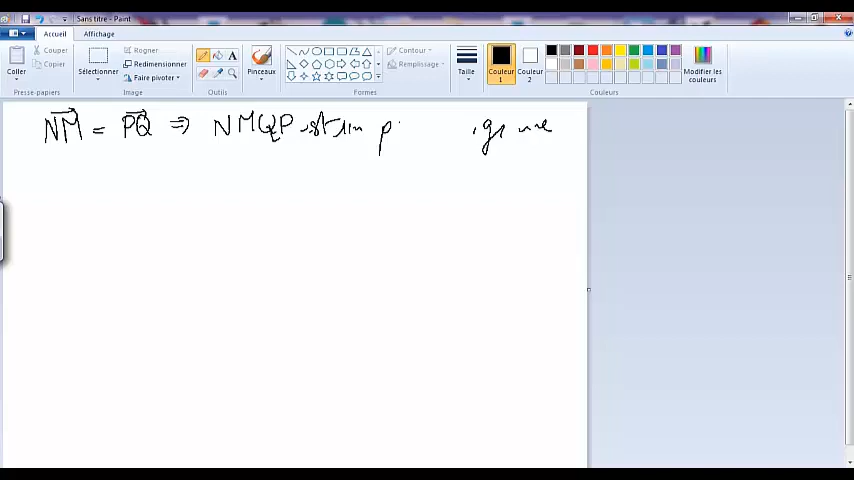 Sans titre - Paint
Accueil Affichage
Coller
Couper
Copier
Presse-papiers
Sélectionner
Rogner
Redimensionner
Faire pivoter
Image
Outils
Pinceaux
Formes
Contour
Remplissage
Taille
Couleur 1
Couleur 2
Modifier les couleurs
Couleurs
NM = PQ ⇒ NMQP est un p